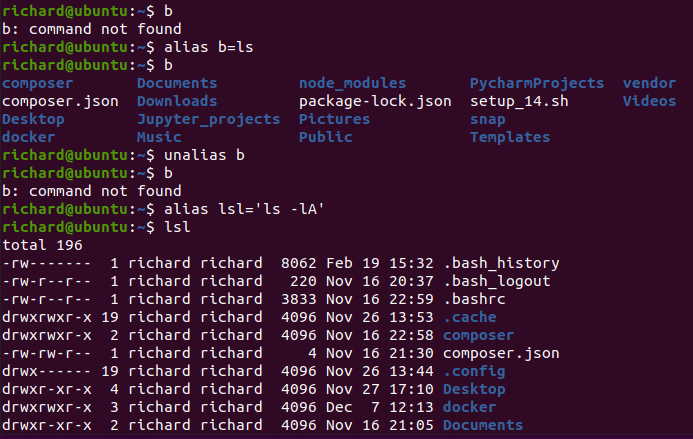 richard@ubuntu:~$ b
b: command not found
richard@ubuntu:~$ alias b=ls
richard@ubuntu:~$ b
composer       Documents         node_modules       PycharmProjects  vendor
composer.json  Downloads         package-lock.json  setup_14.sh      Videos
Desktop        Jupyter_projects  Pictures           snap
docker         Music             Public             Templates
richard@ubuntu:~$ unalias b
richard@ubuntu:~$ b
b: command not found
richard@ubuntu:~$ alias lsl='ls -lA'
richard@ubuntu:~$ lsl
total 196
-rw-------  1 richard richard  8062 Feb 19 15:32 .bash_history
-rw-r--r--  1 richard richard   220 Nov 16 20:37 .bash_logout
-rw-r--r--  1 richard richard  3833 Nov 16 22:59 .bashrc
drwxrwxr-x 19 richard richard  4096 Nov 26 13:53 .cache
drwxrwxr-x  2 richard richard  4096 Nov 16 22:58 composer
-rw-rw-r--  1 richard richard     4 Nov 16 21:30 composer.json
drwx------ 19 richard richard  4096 Nov 26 13:44 .config
drwxr-xr-x  4 richard richard  4096 Nov 27 17:10 Desktop
drwxrwxr-x  3 richard richard  4096 Dec  7 12:13 docker
drwxr-xr-x  2 richard richard  4096 Nov 16 21:05 Documents